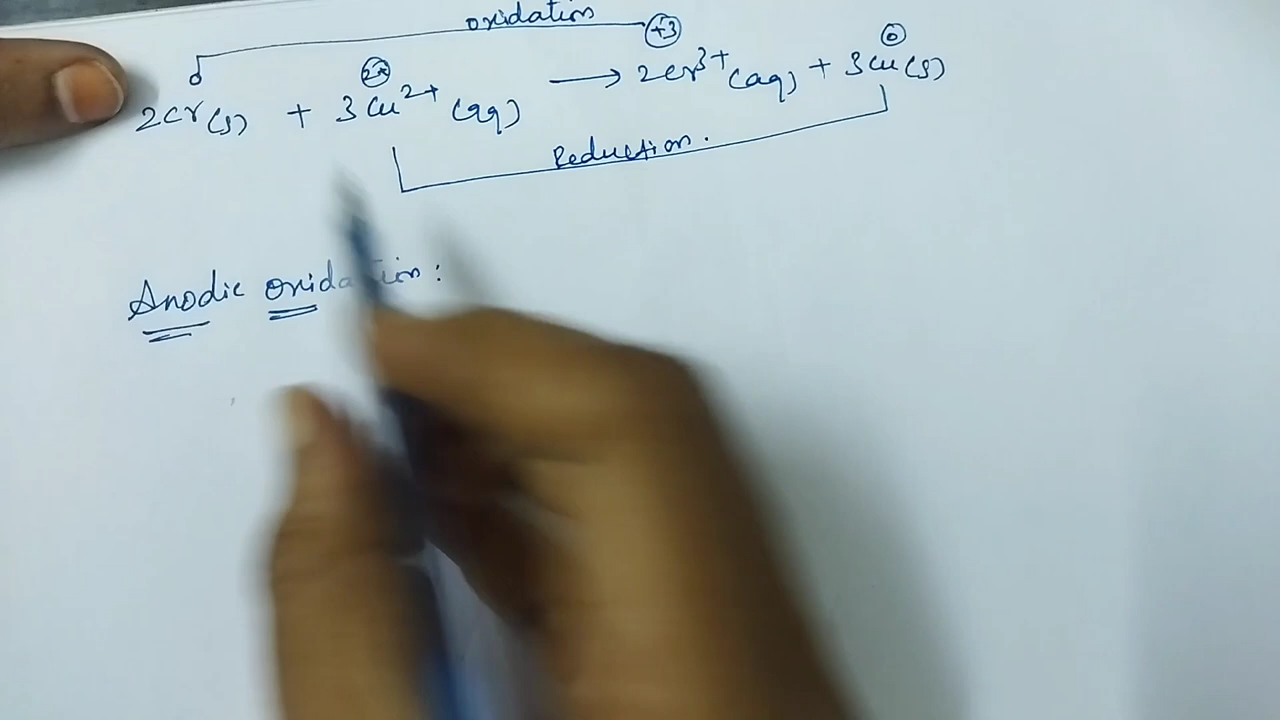 oxidation
0 2+ +3 0
2Cr(s) + 3Cu²⁺ (aq) ⟶ 2Cr³⁺ (aq) + 3Cu(s)
Reduction.
Anodic oxidation: